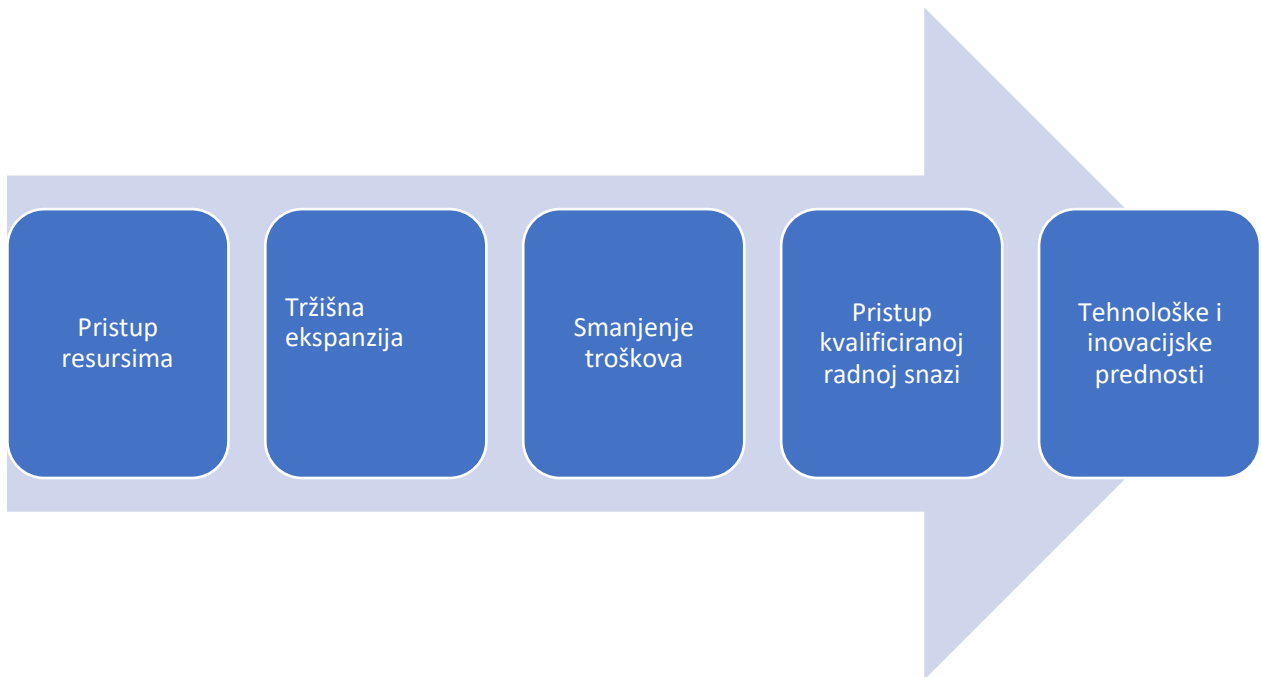 Pristup
resursima
Tržišna
ekspanzija
Smanjenje
troškova
Pristup
kvalificiranoj
radnoj snazi
Tehnološke i
inovacijske
prednosti